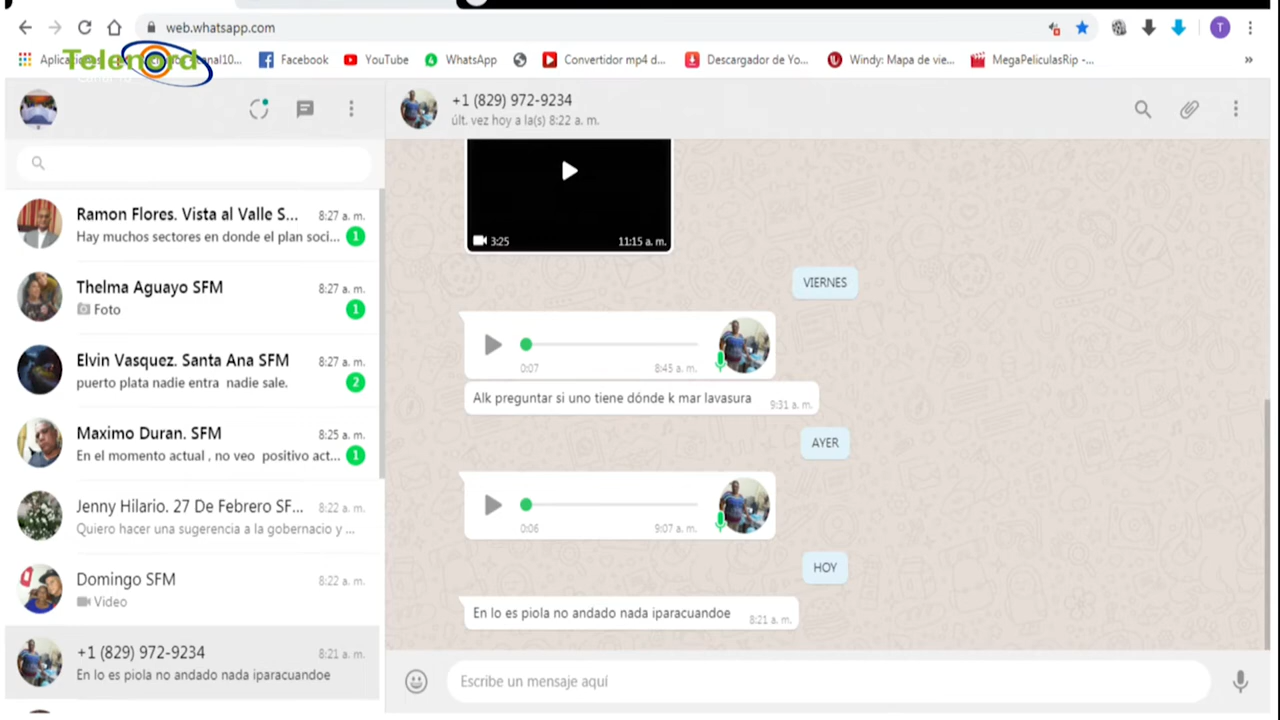 web.whatsapp.com
T
Telenord
Facebook
YouTube
WhatsApp
Convertidor mp4 d...
Descargador de Yo...
Windy: Mapa de vie...
MegaPeliculasRip -...
»
+1 (829) 972-9234
últ. vez hoy a la(s) 8:22 a. m.
Ramon Flores. Vista al Valle S...
8:27 a. m.
Hay muchos sectores en donde el plan soci...
1
Thelma Aguayo SFM
8:27 a. m.
Foto
1
Elvin Vasquez. Santa Ana SFM
8:27 a. m.
puerto plata nadie entra nadie sale.
2
Maximo Duran. SFM
8:25 a. m.
En el momento actual , no veo positivo act...
1
Jenny Hilario. 27 De Febrero SF...
8:22 a. m.
Quiero hacer una sugerencia a la gobernacio y ...
Domingo SFM
8:22 a. m.
Video
+1 (829) 972-9234
8:21 a. m.
En lo es piola no andado nada iparacuandoe
3:25
11:15 a. m.
VIERNES
0:07
8:45 a. m.
Alk preguntar si uno tiene dónde k mar lavasura
9:31 a. m.
AYER
0:06
9:07 a. m.
HOY
En lo es piola no andado nada iparacuandoe
8:21 a. m.
Escribe un mensaje aquí